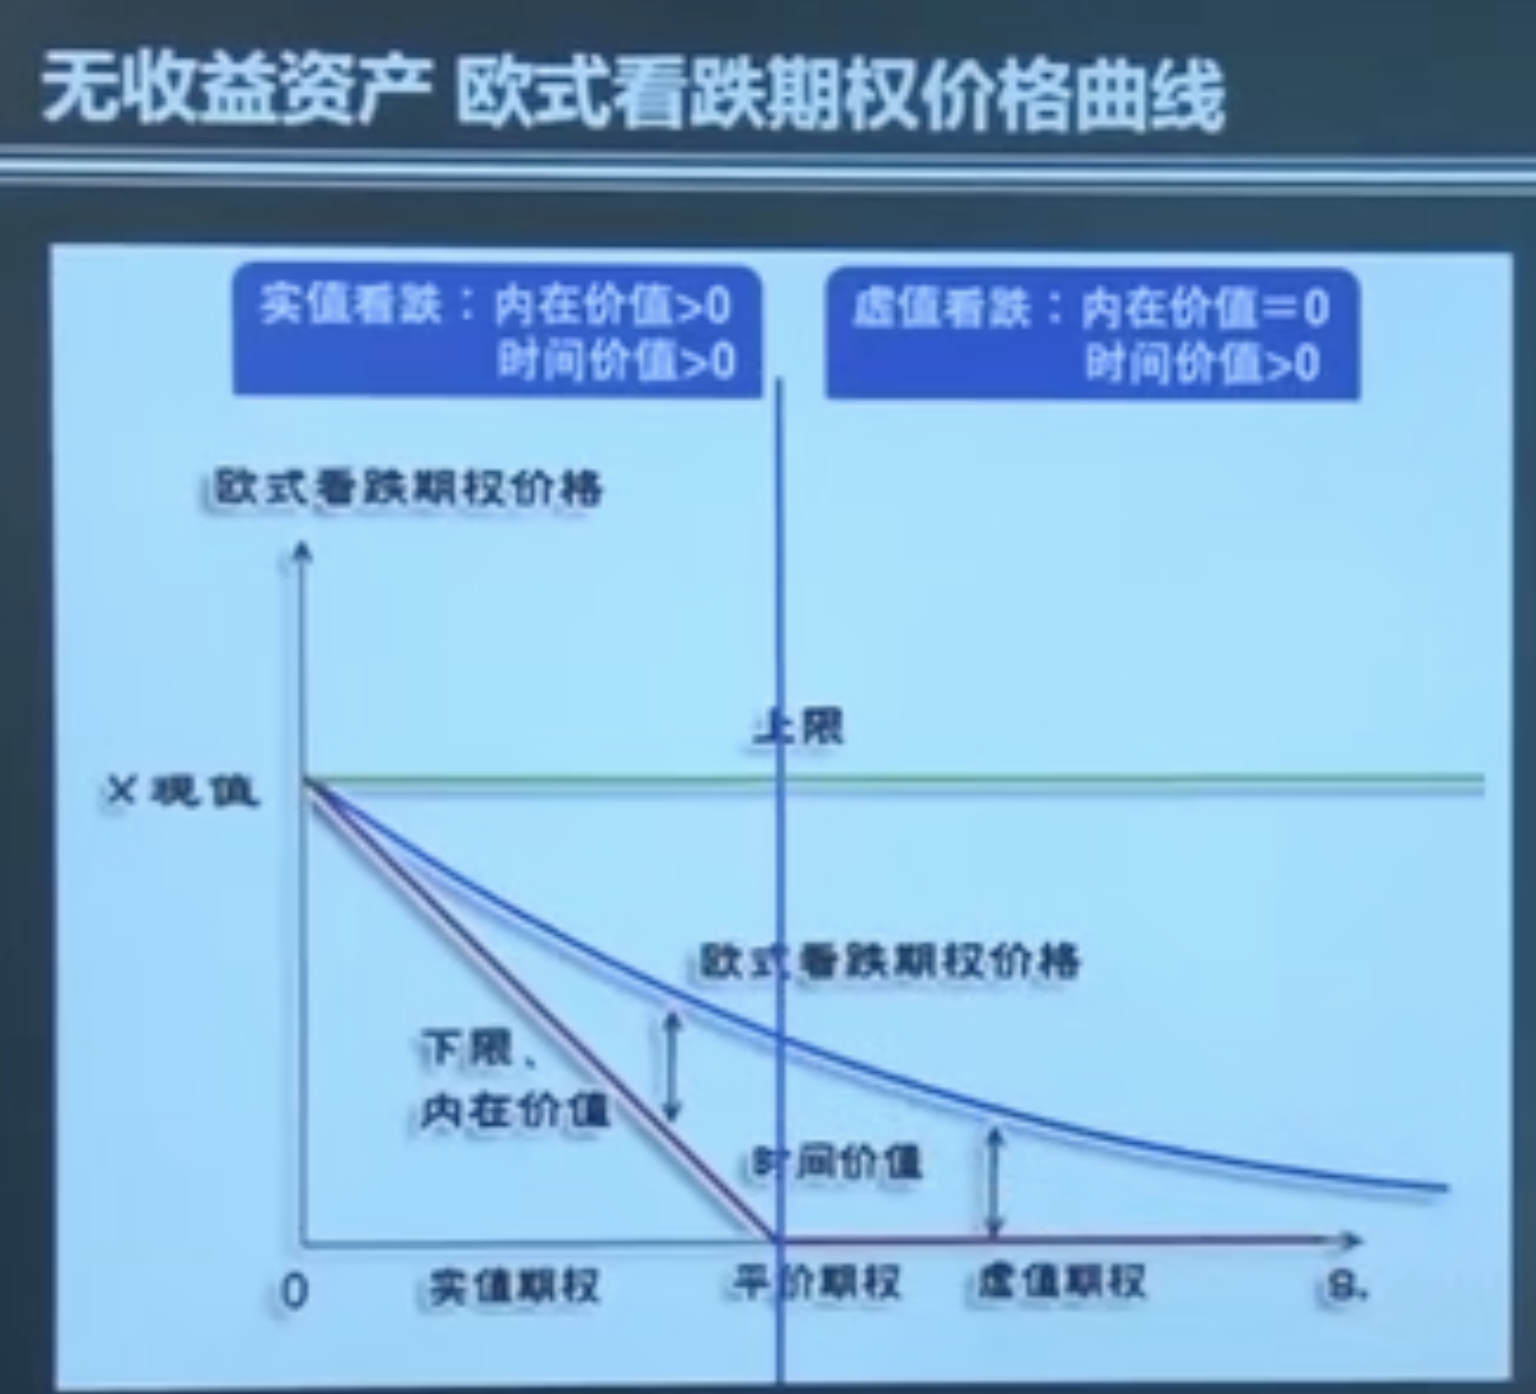 无收益资产 欧式看跌期权价格曲线
实值看跌：内在价值>0
时间价值>0
虚值看跌：内在价值=0
时间价值>0
欧式看跌期权价格
上限
X现值
欧式看跌期权价格
下限、
内在价值
时间价值
0
实值期权
平价期权
虚值期权
S.